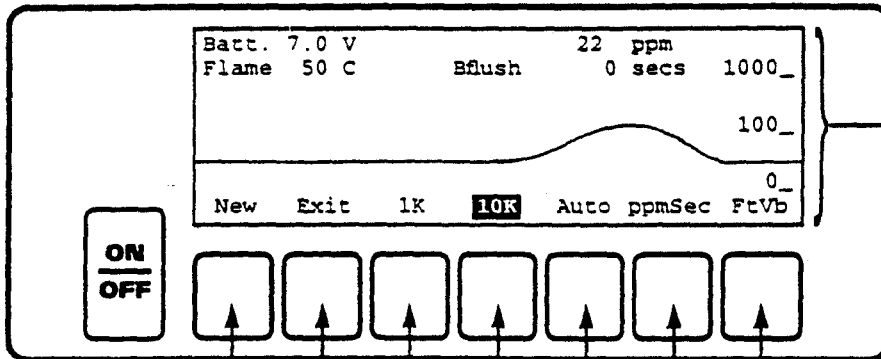 Batt. 7.0 V 22 ppm
Flame 50 C Bflush 0 secs 1000_
100_
0_
New Exit 1K 10K Auto ppmSec FtVb
ON
OFF